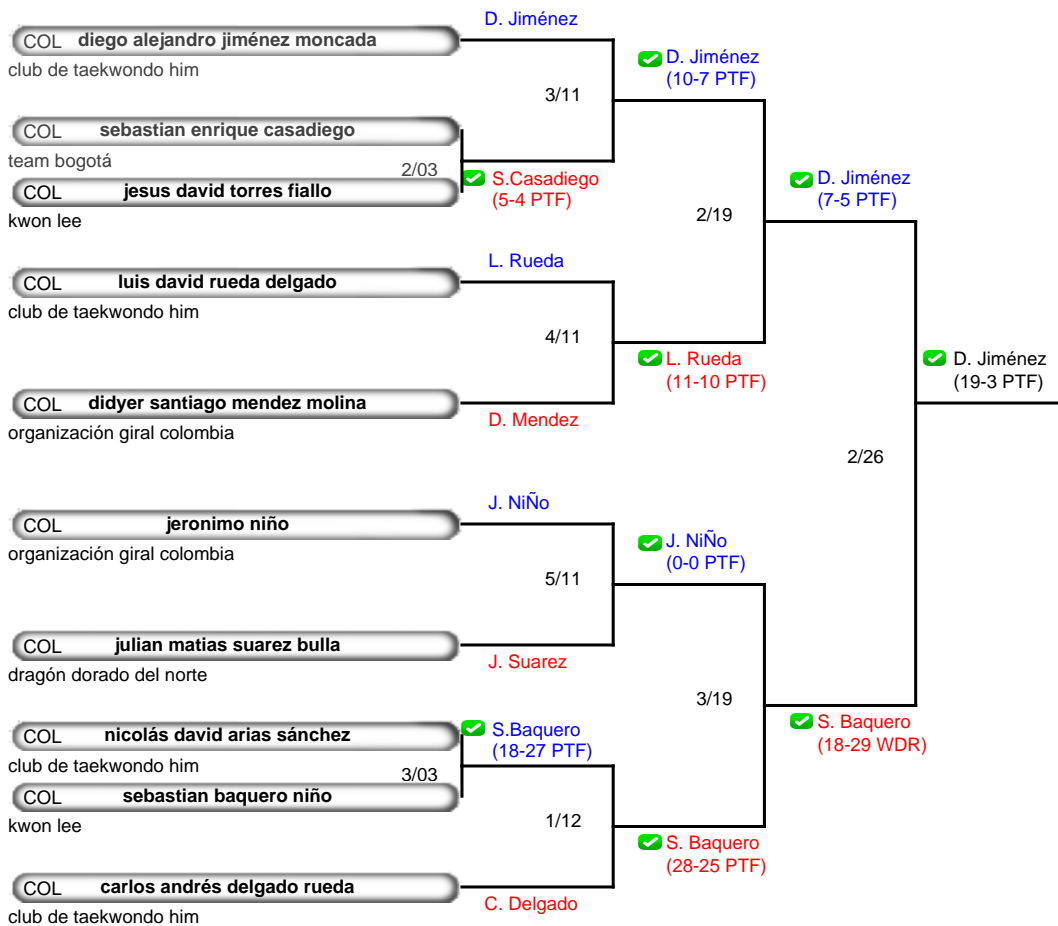 D. Jiménez
COL diego alejandro jiménez moncada
club de taekwondo him
D. Jiménez
(10-7 PTF)
3/11
COL sebastian enrique casadiego
team bogotá
2/03
S.Casadiego
(5-4 PTF)
COL jesus david torres fiallo
kwon lee
D. Jiménez
(7-5 PTF)
2/19
L. Rueda
COL luis david rueda delgado
club de taekwondo him
4/11
L. Rueda
(11-10 PTF)
D. Jiménez
(19-3 PTF)
COL didyer santiago mendez molina
D. Mendez
organización giral colombia
2/26
J. NiÑo
COL jeronimo niño
organización giral colombia
J. NiÑo
(0-0 PTF)
5/11
COL julian matias suarez bulla
J. Suarez
dragón dorado del norte
3/19
S. Baquero
(18-29 WDR)
COL nicolás david arias sánchez
club de taekwondo him
S.Baquero
(18-27 PTF)
3/03
COL sebastian baquero niño
kwon lee
1/12
S. Baquero
(28-25 PTF)
COL carlos andrés delgado rueda
C. Delgado
club de taekwondo him